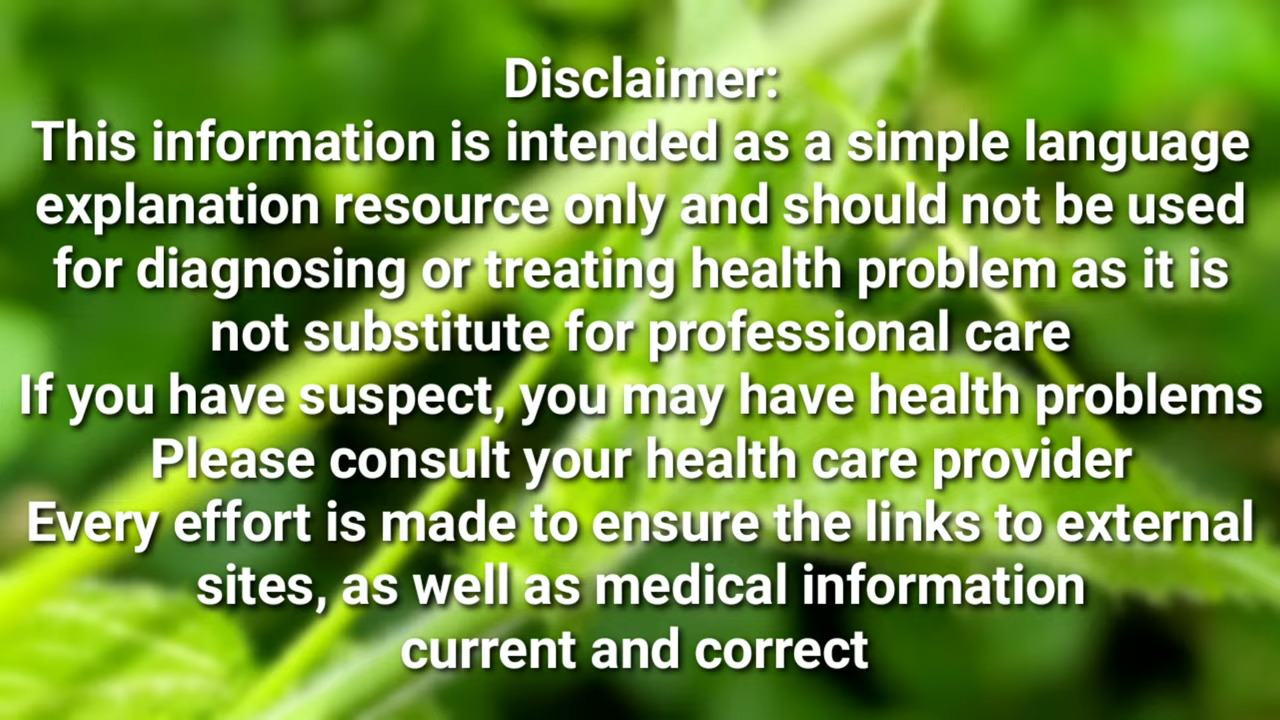 Disclaimer:
This information is intended as a simple language
explanation resource only and should not be used
for diagnosing or treating health problem as it is
not substitute for professional care
If you have suspect, you may have health problems
Please consult your health care provider
Every effort is made to ensure the links to external
sites, as well as medical information
current and correct